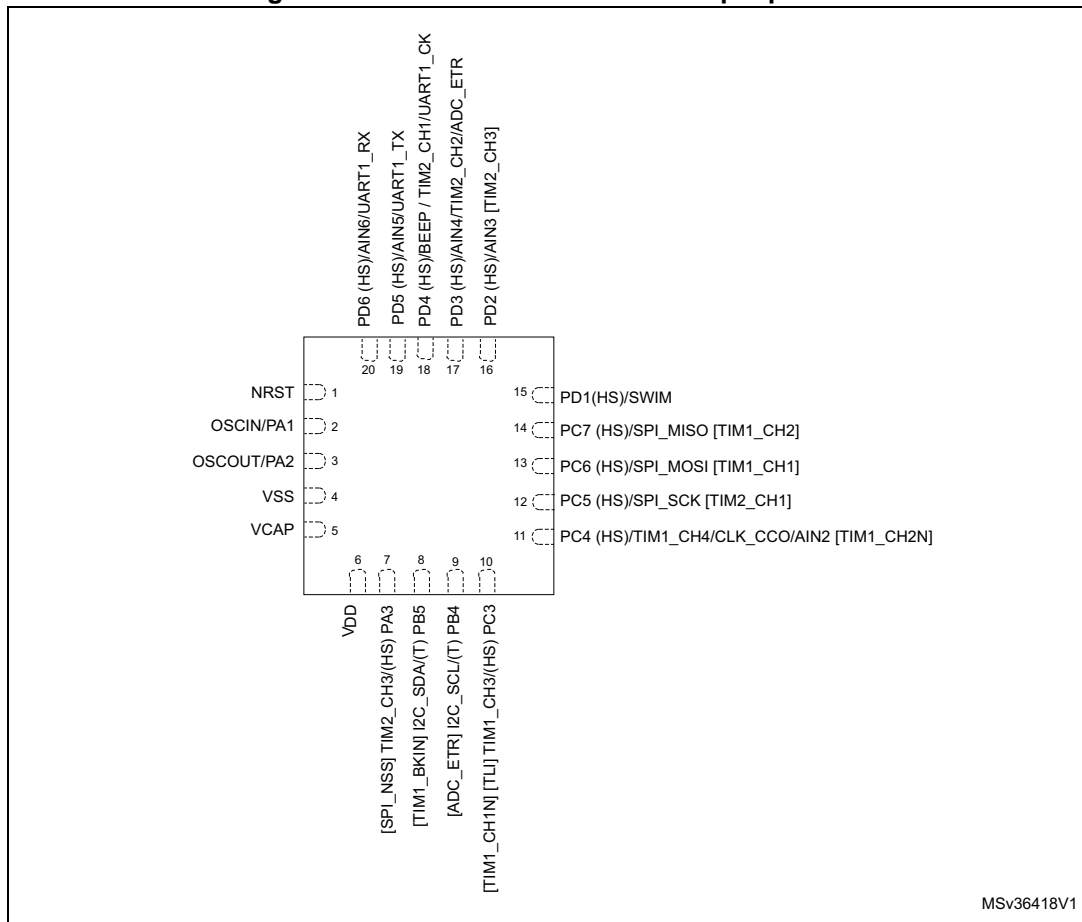 PD6 (HS)/AIN6/UART1_RX
PD5 (HS)/AIN5/UART1_TX
PD4 (HS)/BEEP / TIM2_CH1/UART1_CK
PD3 (HS)/AIN4/TIM2_CH2/ADC_ETR
PD2 (HS)/AIN3 [TIM2_CH3]
20 19 18 17 16
NRST 1
OSCIN/PA1 2
OSCOUT/PA2 3
VSS 4
VCAP 5
15 PD1(HS)/SWIM
14 PC7 (HS)/SPI_MISO [TIM1_CH2]
13 PC6 (HS)/SPI_MOSI [TIM1_CH1]
12 PC5 (HS)/SPI_SCK [TIM2_CH1]
11 PC4 (HS)/TIM1_CH4/CLK_CCO/AIN2 [TIM1_CH2N]
6 7 8 9 10
VDD
[SPI_NSS] TIM2_CH3/(HS) PA3
[TIM1_BKIN] I2C_SDA/(T) PB5
[ADC_ETR] I2C_SCL/(T) PB4
[TIM1_CH1N] [TLI] TIM1_CH3/(HS) PC3
MSv36418V1